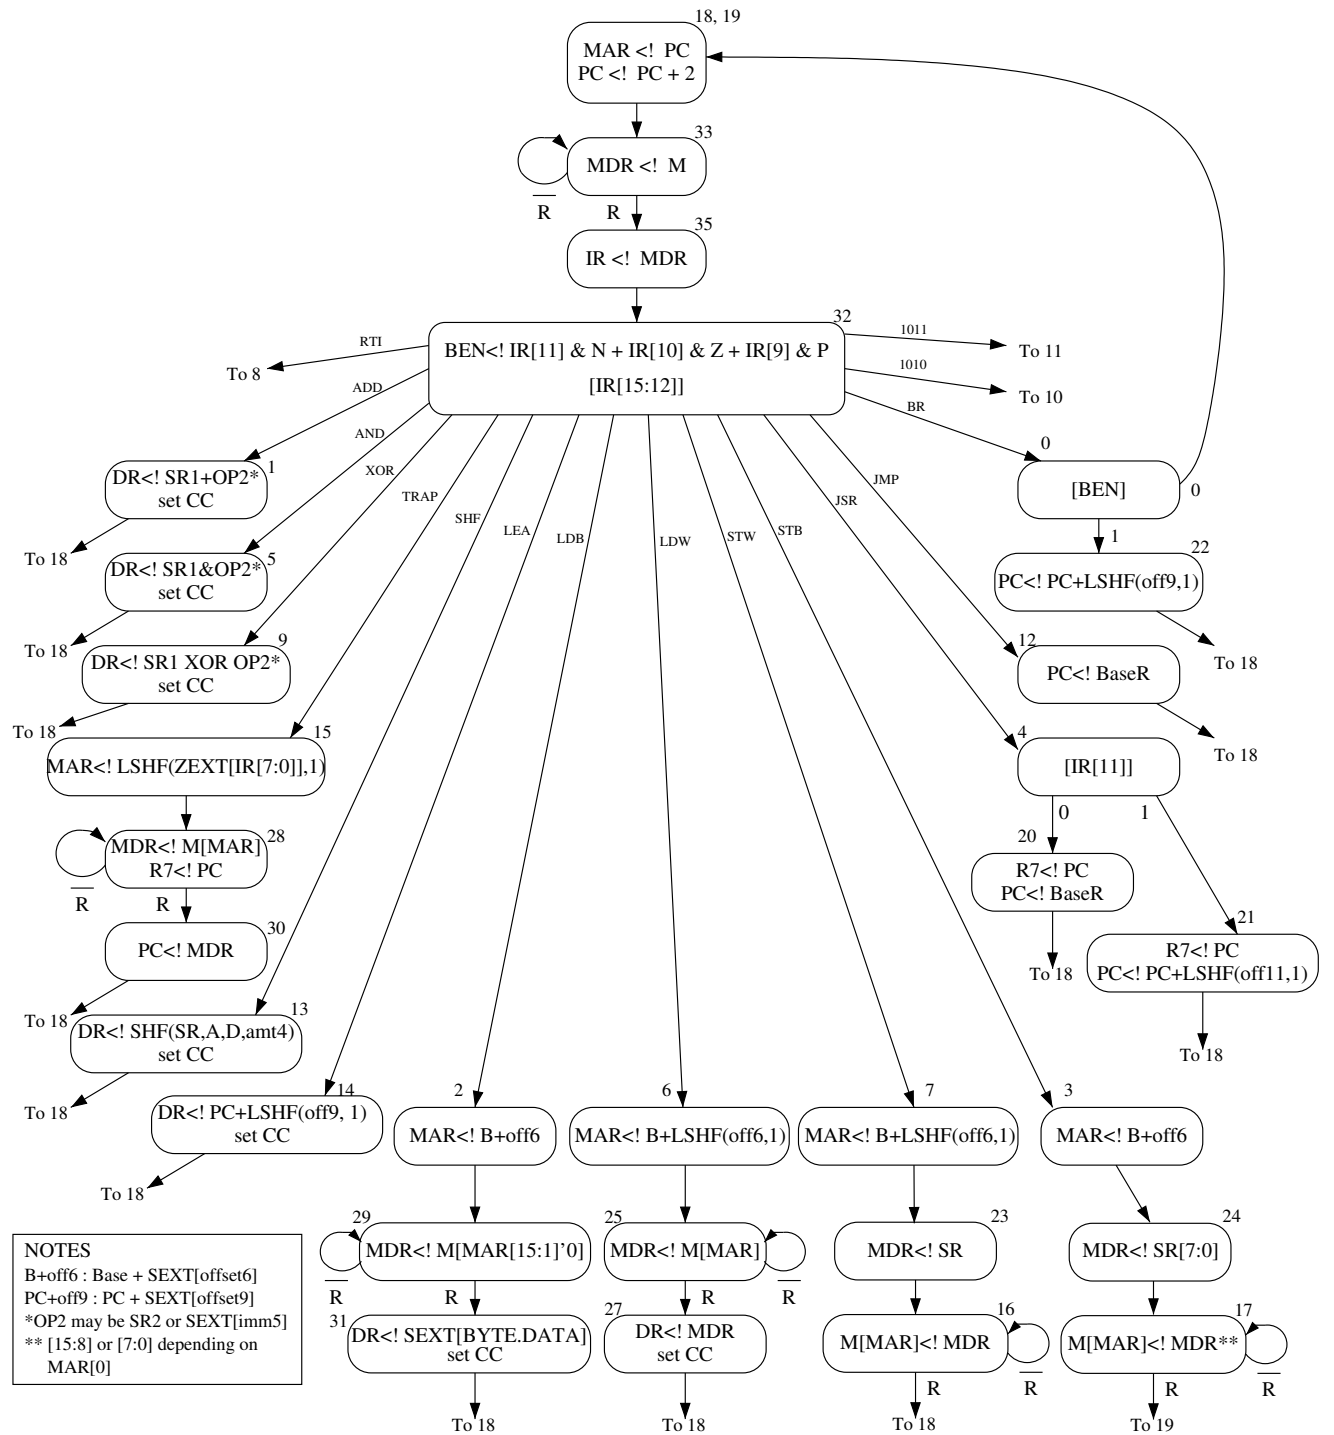 18, 19
MAR <! PC
PC <! PC + 2
33
MDR <! M
R
R
35
IR <! MDR
32
BEN<! IR[11] & N + IR[10] & Z + IR[9] & P
[IR[15:12]]
RTI
To 8
1011
To 11
1010
To 10
ADD
AND
XOR
TRAP
SHF
LEA
LDB
LDW
STW
STB
JSR
JMP
BR
0
[BEN]
0
1
1
DR<! SR1+OP2*
set CC
To 18
5
DR<! SR1&OP2*
set CC
To 18
9
DR<! SR1 XOR OP2*
set CC
To 18
22
PC<! PC+LSHF(off9,1)
To 18
12
PC<! BaseR
To 18
15
MAR<! LSHF(ZEXT[IR[7:0]],1)
4
[IR[11]]
0
1
28
MDR<! M[MAR]
R7<! PC
R
R
20
R7<! PC
PC<! BaseR
To 18
30
PC<! MDR
To 18
21
R7<! PC
PC<! PC+LSHF(off11,1)
To 18
13
DR<! SHF(SR,A,D,amt4)
set CC
To 18
14
DR<! PC+LSHF(off9, 1)
set CC
To 18
2
MAR<! B+off6
6
MAR<! B+LSHF(off6,1)
7
MAR<! B+LSHF(off6,1)
3
MAR<! B+off6
29
MDR<! M[MAR[15:1]’0]
R
R
25
MDR<! M[MAR]
R
R
23
MDR<! SR
24
MDR<! SR[7:0]
31
DR<! SEXT[BYTE.DATA]
set CC
To 18
27
DR<! MDR
set CC
To 18
16
M[MAR]<! MDR
R
R
To 18
17
M[MAR]<! MDR**
R
R
To 19
NOTES
B+off6 : Base + SEXT[offset6]
PC+off9 : PC + SEXT[offset9]
*OP2 may be SR2 or SEXT[imm5]
** [15:8] or [7:0] depending on
MAR[0]